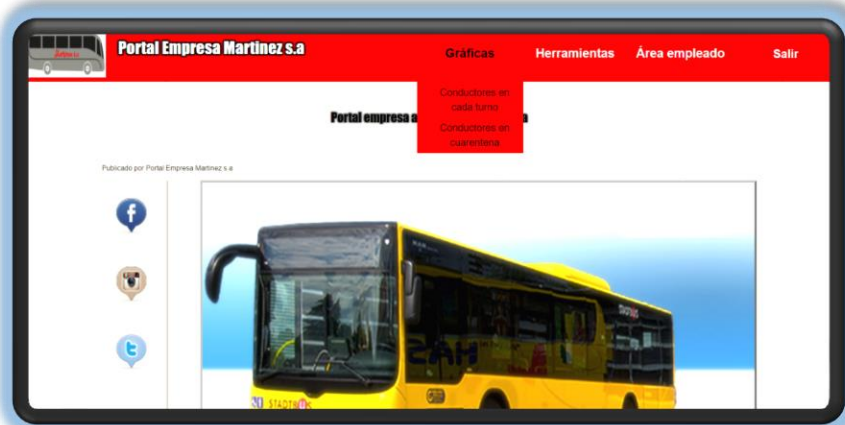 Portal Empresa Martinez s.a
Gráficas
Herramientas
Área empleado
Salir
Conductores en
cada turno
Conductores en
cuarentena
Portal empresa a
Publicado por Portal Empresa Martinez s.a
STADTBUS